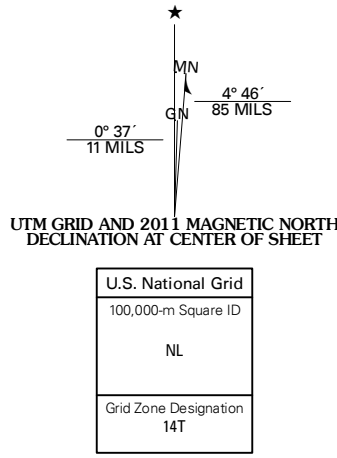 MN
4° 46´
85 MILS
GN
0° 37´
11 MILS
UTM GRID AND 2011 MAGNETIC NORTH
DECLINATION AT CENTER OF SHEET
U.S. National Grid
100,000-m Square ID
NL
Grid Zone Designation
14T